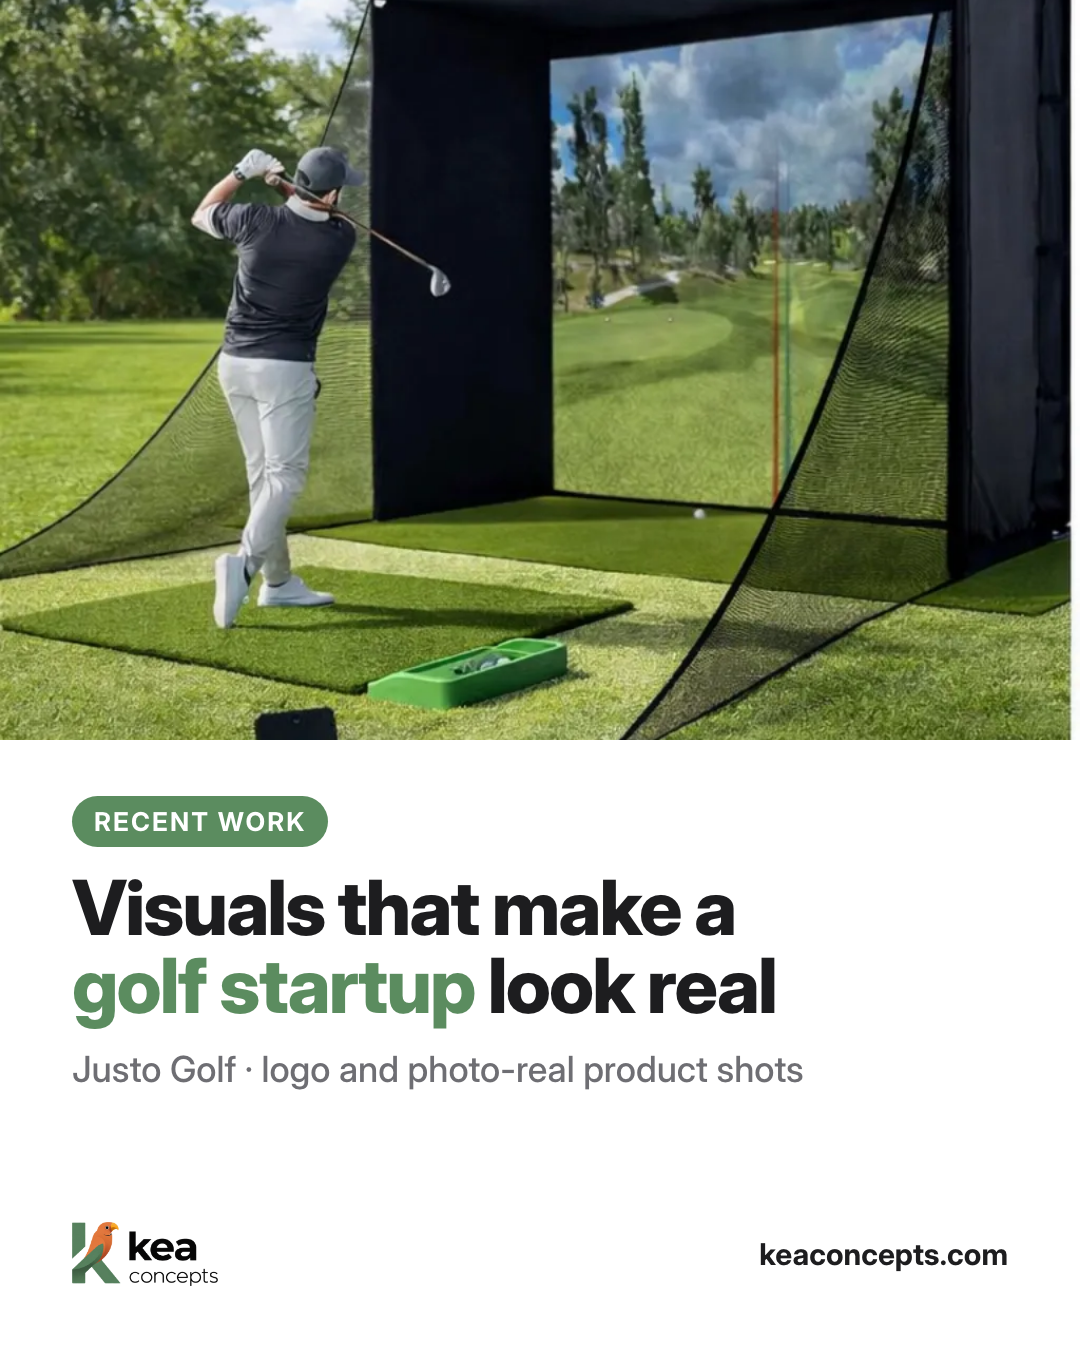 RECENT WORK
Visuals that make a
golf startup look real
Justo Golf · logo and photo-real product shots
kea
concepts
keaconcepts.com